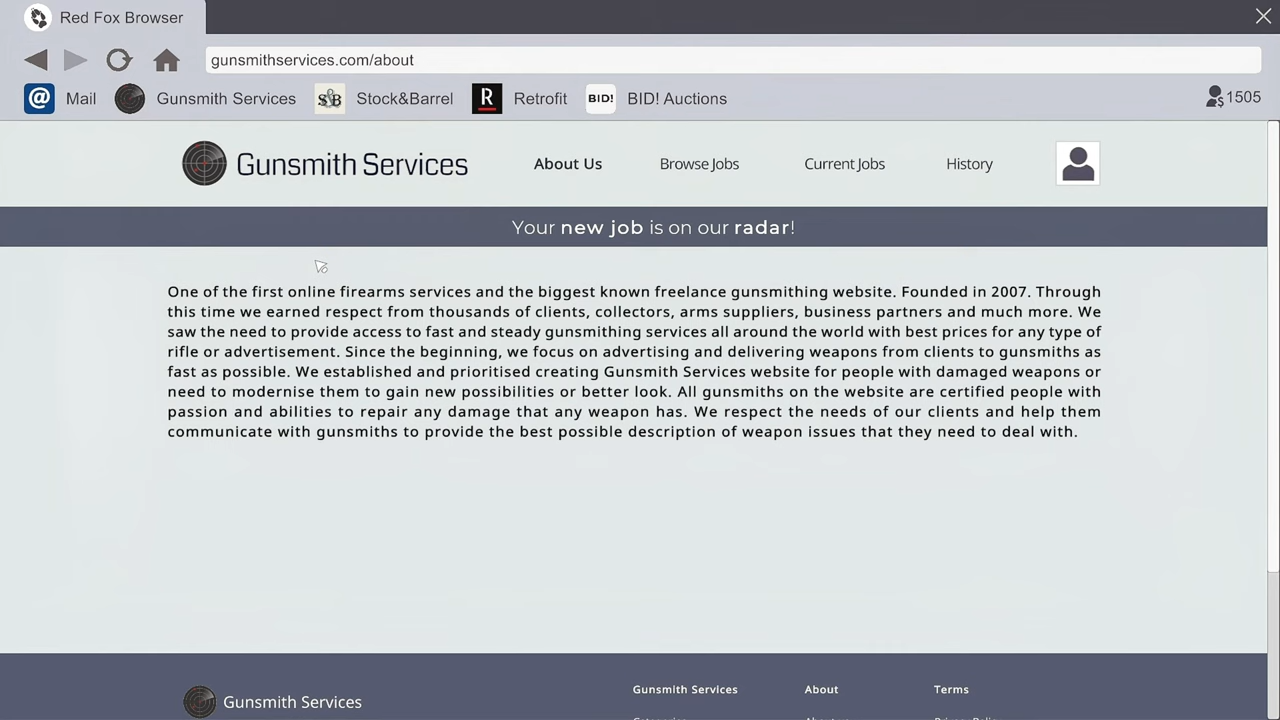 Red Fox Browser
gunsmithservices.com/about
@ Mail Gunsmith Services S&B Stock&Barrel R Retrofit BID! BID! Auctions 1505
Gunsmith Services About Us Browse Jobs Current Jobs History
Your new job is on our radar!
One of the first online firearms services and the biggest known freelance gunsmithing website. Founded in 2007. Through
this time we earned respect from thousands of clients, collectors, arms suppliers, business partners and much more. We
saw the need to provide access to fast and steady gunsmithing services all around the world with best prices for any type of
rifle or advertisement. Since the beginning, we focus on advertising and delivering weapons from clients to gunsmiths as
fast as possible. We established and prioritised creating Gunsmith Services website for people with damaged weapons or
need to modernise them to gain new possibilities or better look. All gunsmiths on the website are certified people with
passion and abilities to repair any damage that any weapon has. We respect the needs of our clients and help them
communicate with gunsmiths to provide the best possible description of weapon issues that they need to deal with.
Gunsmith Services About Terms
Gunsmith Services